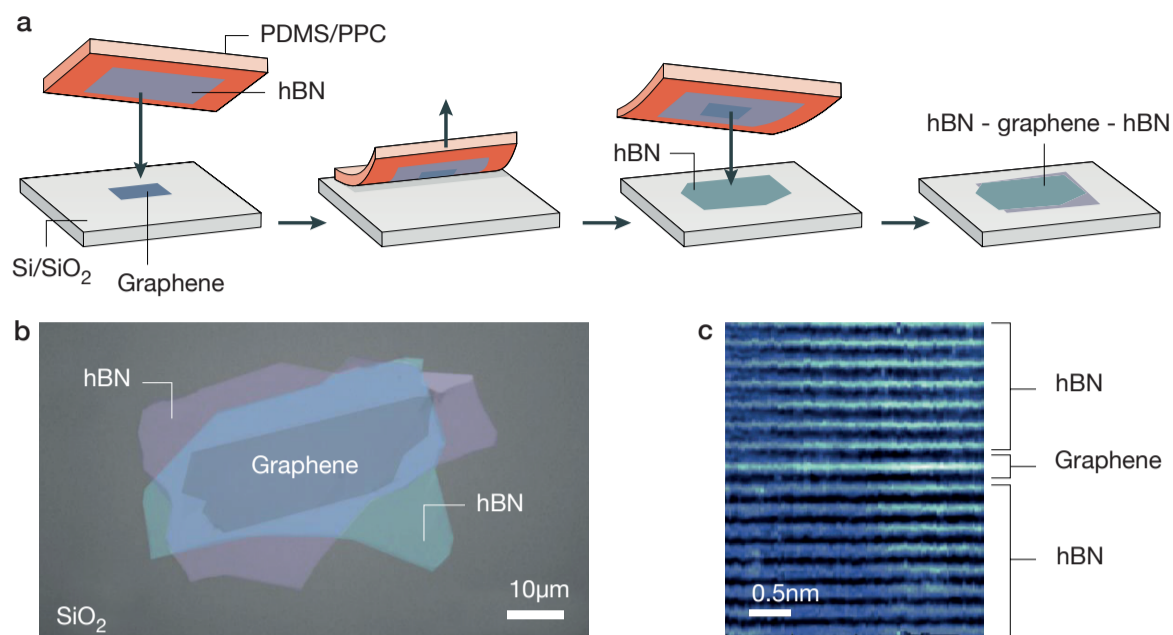 a
PDMS/PPC
hBN
Si/SiO₂
Graphene
hBN
hBN - graphene - hBN
b
hBN
Graphene
hBN
10μm
SiO₂
c
hBN
Graphene
hBN
0.5nm